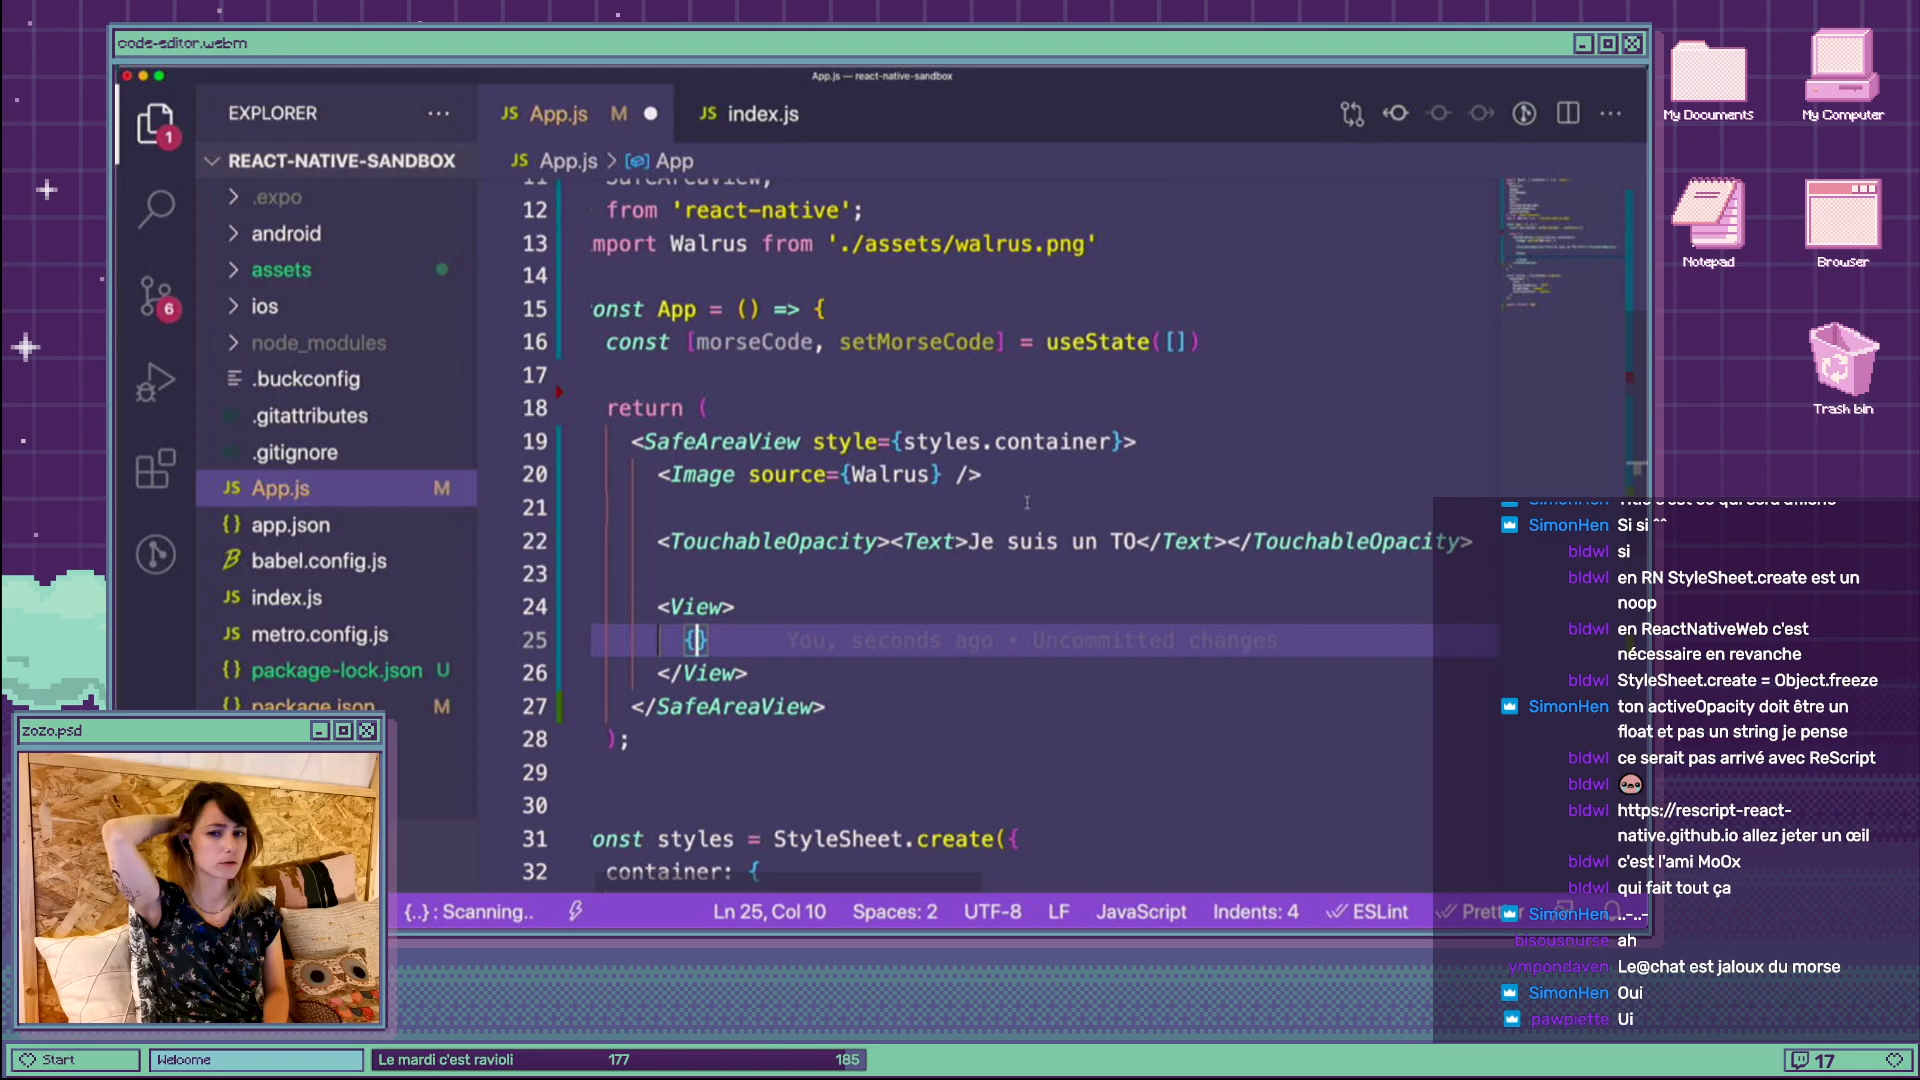 code-editor.webm
App.js — react-native-sandbox
EXPLORER
JS App.js M
JS index.js
1
REACT-NATIVE-SANDBOX
JS App.js > App
.expo
android
assets
ios
node_modules
.buckconfig
.gitattributes
.gitignore
JS App.js M
{} app.json
babel.config.js
JS index.js
JS metro.config.js
{} package-lock.json U
{} package.json M
6
11 SafeAreaView,
12 from 'react-native';
13 mport Walrus from './assets/walrus.png'
14
15 onst App = () => {
16 const [morseCode, setMorseCode] = useState([])
17
18 return (
19 <SafeAreaView style={styles.container}>
20 <Image source={Walrus} />
21
22 <TouchableOpacity><Text>Je suis un TO</Text></TouchableOpacity>
23
24 <View>
25 {} You, seconds ago • Uncommitted changes
26 </View>
27 </SafeAreaView>
28 );
29
30
31 onst styles = StyleSheet.create({
32 container: {
{..} : Scanning..
Ln 25, Col 10
Spaces: 2
UTF-8
LF
JavaScript
Indents: 4
ESLint
My Documents
My Computer
Notepad
Browser
Trash bin
SimonHen Si si ^^
bldwl si
bldwl en RN StyleSheet.create est un
noop
bldwl en ReactNativeWeb c'est
nécessaire en revanche
bldwl StyleSheet.create = Object.freeze
SimonHen ton activeOpacity doit être un
float et pas un string je pense
bldwl ce serait pas arrivé avec ReScript
bldwl
bldwl https://rescript-react-
native.github.io allez jeter un œil
bldwl c'est l'ami MoOx
bldwl qui fait tout ça
SimonHen ..-..-
bisousnurse ah
ympondaven Le@chat est jaloux du morse
SimonHen Oui
pawpiette Ui
zozo.psd
Start
Welcome
Le mardi c'est ravioli
177
185
17